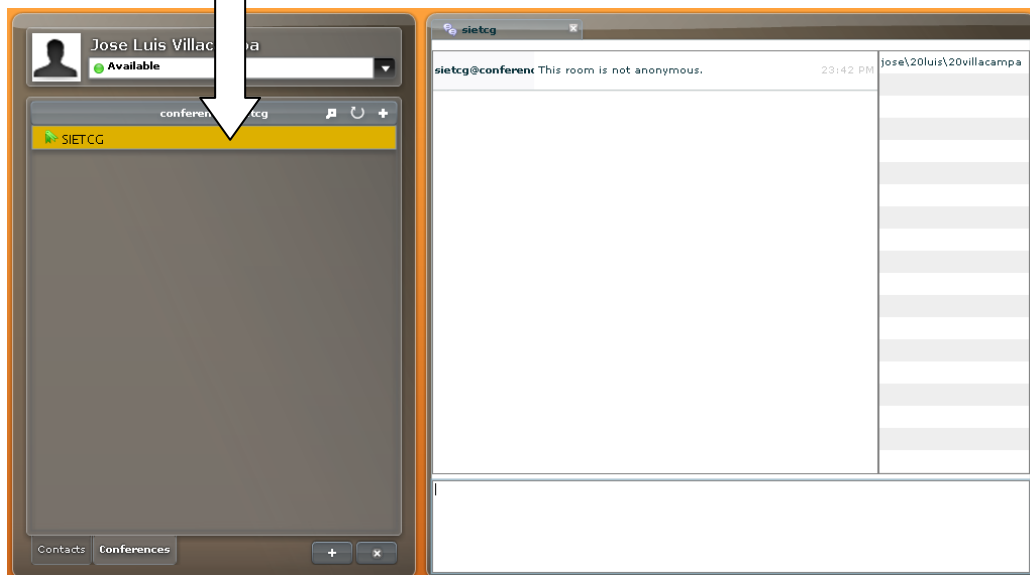 Jose Luis Villac pa
Available
conferen tcg
SIETCG
Contacts Conferences
sietcg
sietcg@conferenc This room is not anonymous. 23:42 PM
jose\20luis\20villacampa